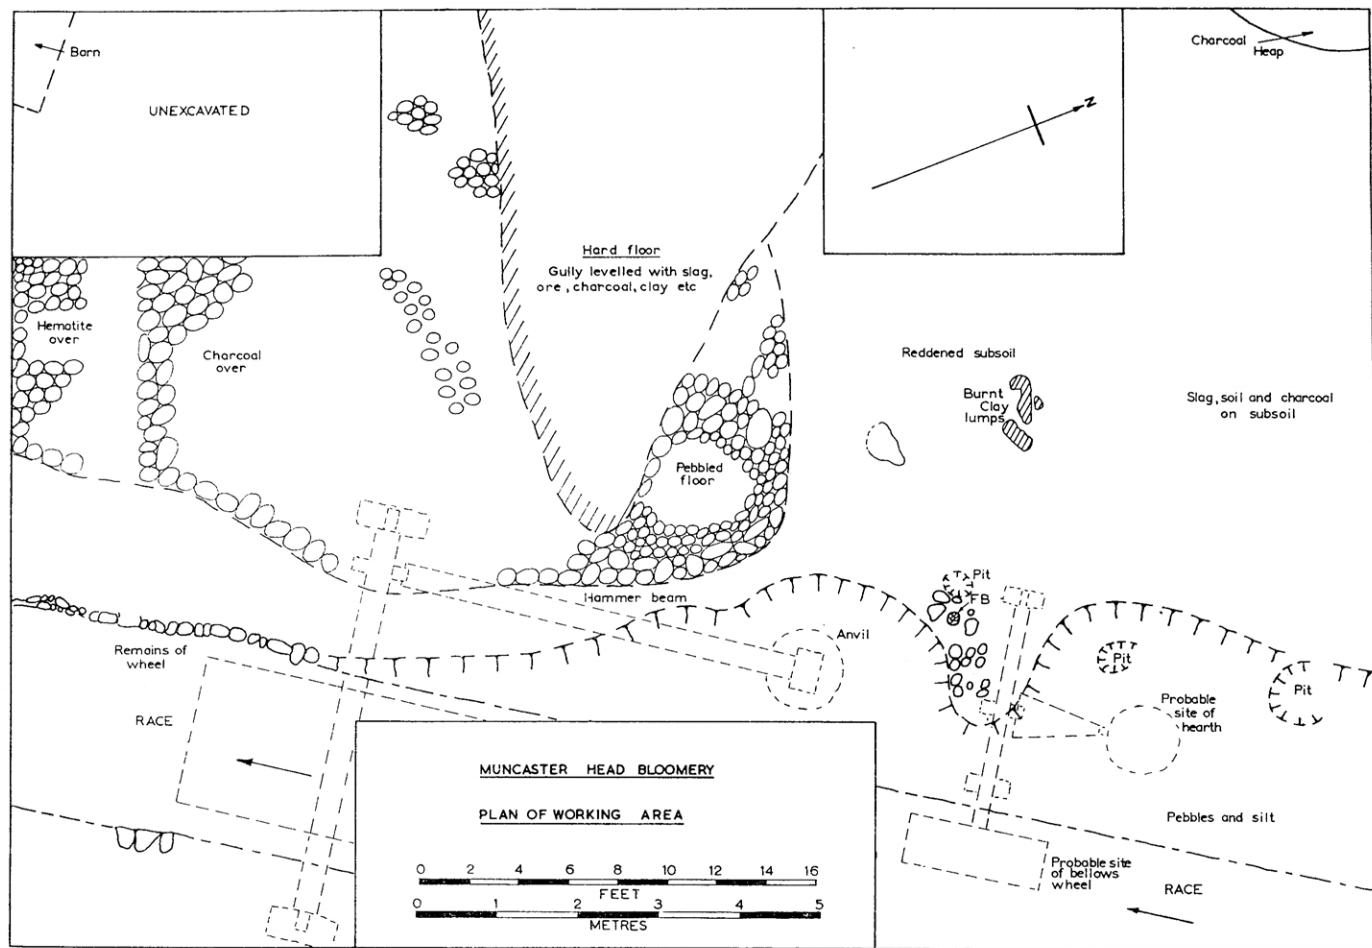 Barn
UNEXCAVATED
N
Charcoal
Heap
Hard floor
Gully levelled with slag,
ore, charcoal, clay etc
Hematite
over
Charcoal
over
Reddened subsoil
Burnt
Clay
lumps
Slag, soil and charcoal
on subsoil
Pebbled
floor
Pit
FB
Hammer beam
Anvil
Remains of
wheel
Pit
Pit
Probable
site of
hearth
RACE
MUNCASTER HEAD BLOOMERY
PLAN OF WORKING AREA
0 2 4 6 8 10 12 14 16
FEET
0 1 2 3 4 5
METRES
Pebbles and silt
Probable site
of bellows
wheel
RACE